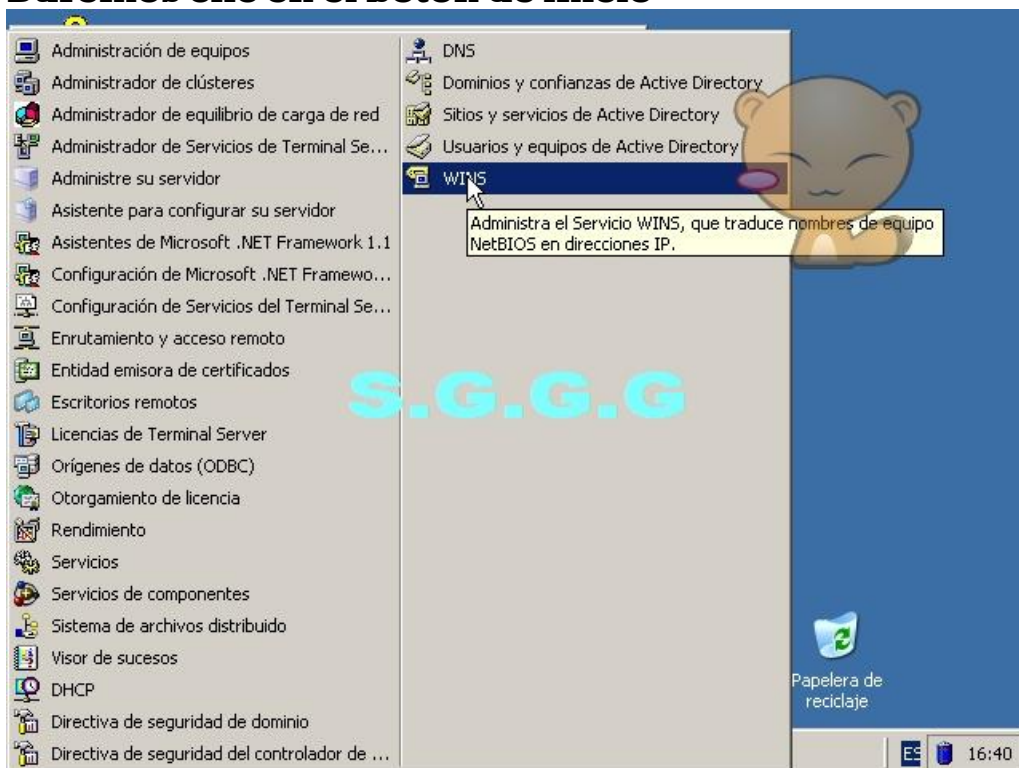 Administración de equipos
Administrador de clústeres
Administrador de equilibrio de carga de red
Administrador de Servicios de Terminal Se...
Administre su servidor
Asistente para configurar su servidor
Asistentes de Microsoft .NET Framework 1.1
Configuración de Microsoft .NET Framewo...
Configuración de Servicios del Terminal Se...
Enrutamiento y acceso remoto
Entidad emisora de certificados
Escritorios remotos
Licencias de Terminal Server
Orígenes de datos (ODBC)
Otorgamiento de licencia
Rendimiento
Servicios
Servicios de componentes
Sistema de archivos distribuido
Visor de sucesos
DHCP
Directiva de seguridad de dominio
Directiva de seguridad del controlador de ...
DNS
Dominios y confianzas de Active Directory
Sitios y servicios de Active Directory
Usuarios y equipos de Active Directory
WINS
Administra el Servicio WINS, que traduce nombres de equipo
NetBIOS en direcciones IP.
S.G.G.G
Papelera de
reciclaje
ES 16:40